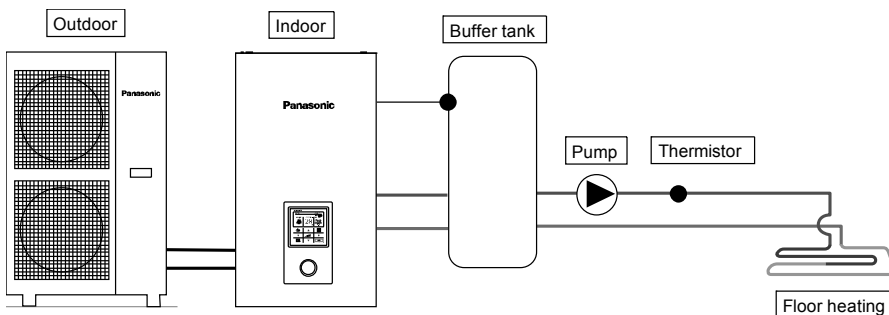 Outdoor
Indoor
Buffer tank
Panasonic
Panasonic
Pump
Thermistor
Floor heating